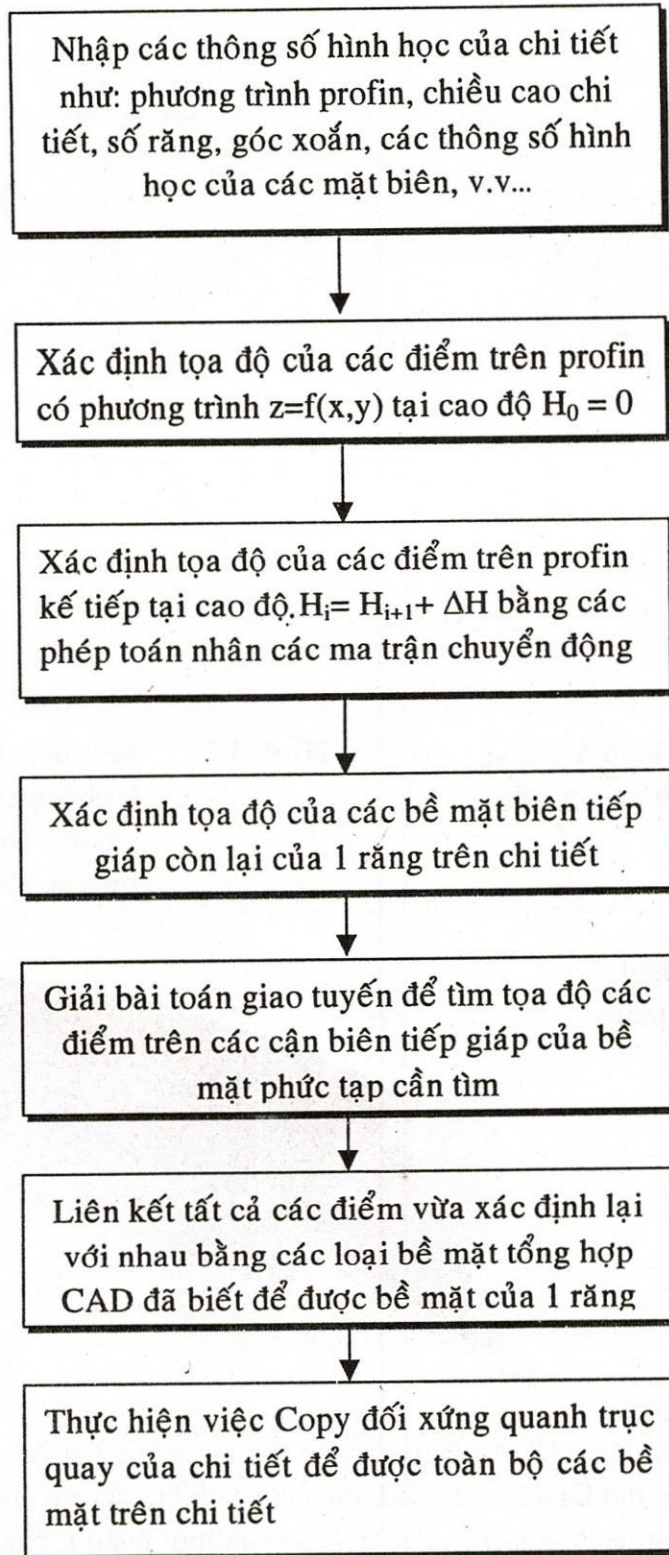 Nhập các thông số hình học của chi tiết
như: phương trình profin, chiều cao chi
tiết, số răng, góc xoắn, các thông số hình
học của các mặt biên, v.v...
Xác định tọa độ của các điểm trên profin
có phương trình z=f(x,y) tại cao độ H₀ = 0
Xác định tọa độ của các điểm trên profin
kế tiếp tại cao độ.Hᵢ= Hᵢ₊₁+ ΔH bằng các
phép toán nhân các ma trận chuyển động
Xác định tọa độ của các bề mặt biên tiếp
giáp còn lại của 1 răng trên chi tiết
Giải bài toán giao tuyến để tìm tọa độ các
điểm trên các cận biên tiếp giáp của bề
mặt phức tạp cần tìm
Liên kết tất cả các điểm vừa xác định lại
với nhau bằng các loại bề mặt tổng hợp
CAD đã biết để được bề mặt của 1 răng
Thực hiện việc Copy đối xứng quanh trục
quay của chi tiết để được toàn bộ các bề
mặt trên chi tiết